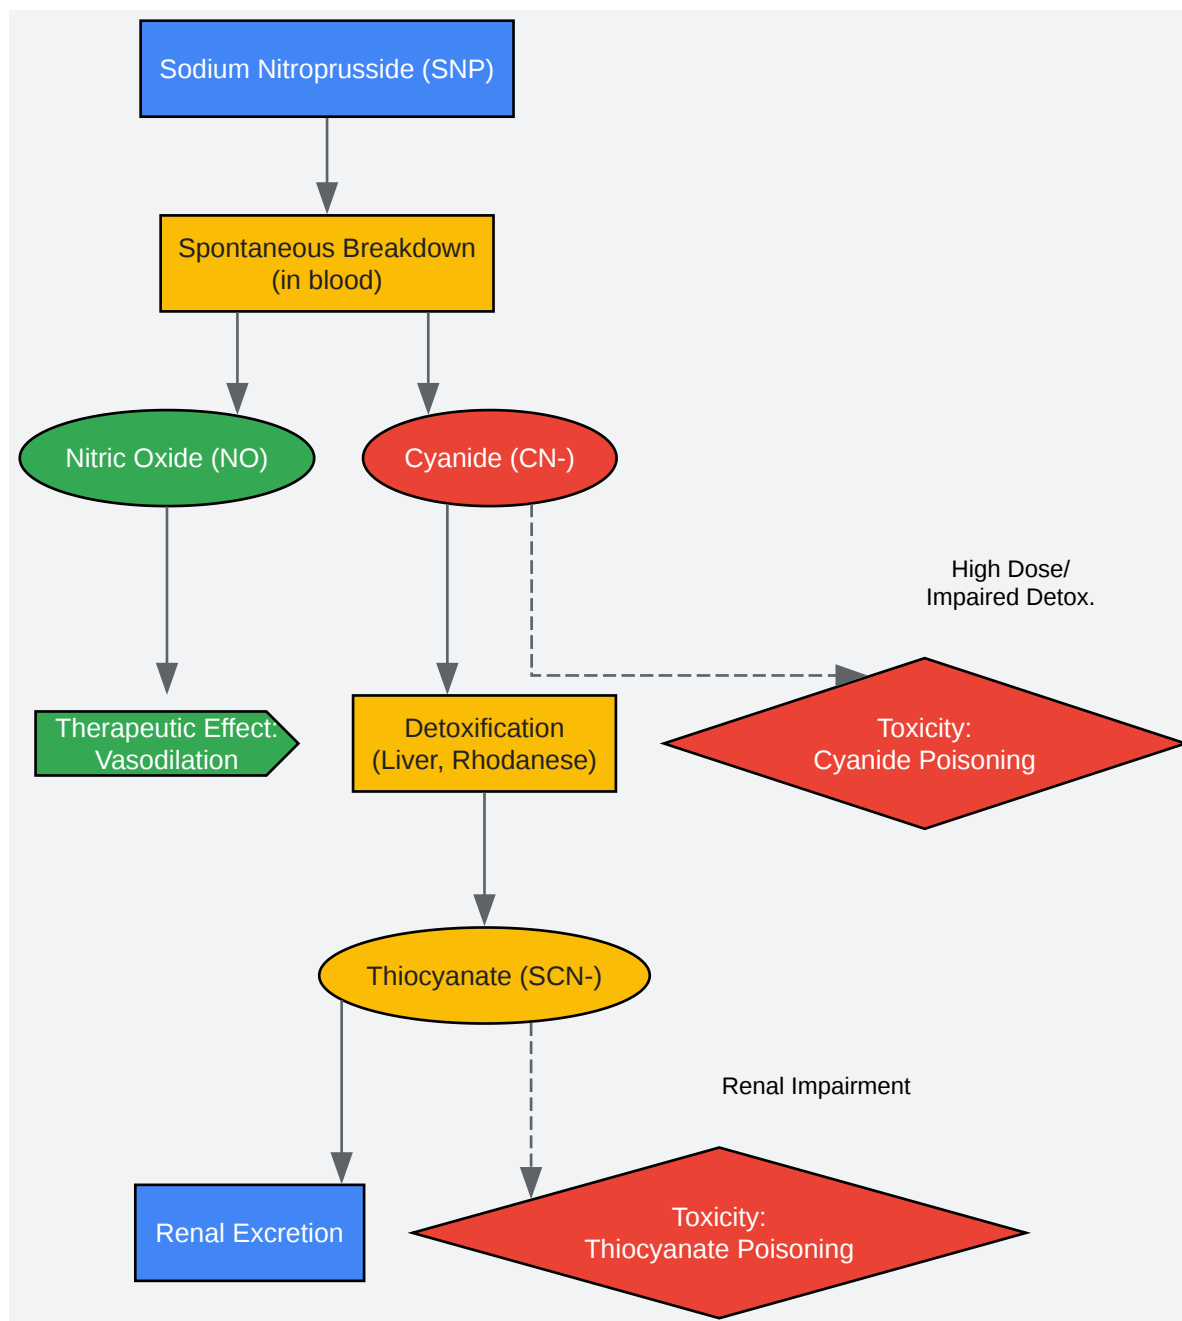 Sodium Nitroprusside (SNP)
Spontaneous Breakdown
(in blood)
Nitric Oxide (NO)
Cyanide (CN-)
High Dose/
Impaired Detox.
Therapeutic Effect:
Vasodilation
Detoxification
(Liver, Rhodanese)
Toxicity:
Cyanide Poisoning
Thiocyanate (SCN-)
Renal Impairment
Renal Excretion
Toxicity:
Thiocyanate Poisoning